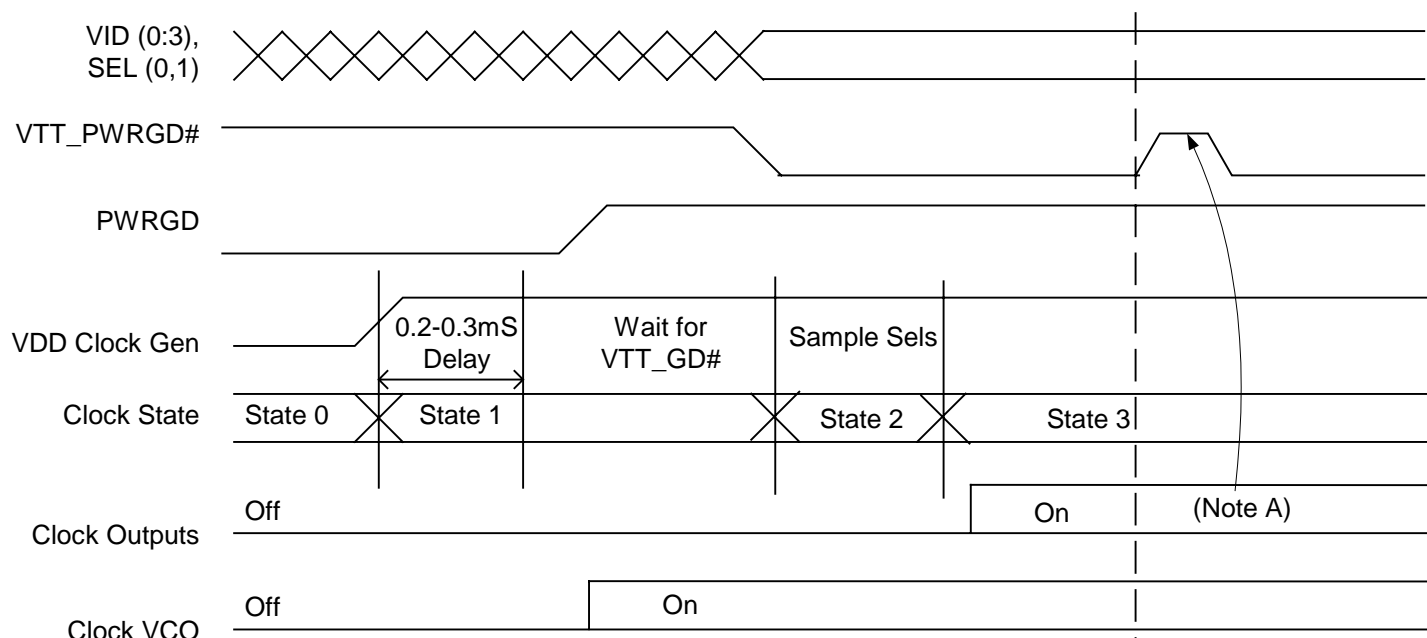 VID (0:3),
SEL (0,1)
VTT_PWRGD#
PWRGD
VDD Clock Gen
0.2-0.3mS
Delay
Wait for
VTT_GD#
Sample Sels
Clock State
State 0
State 1
State 2
State 3
Clock Outputs
Off
On
(Note A)
Clock VCO
Off
On